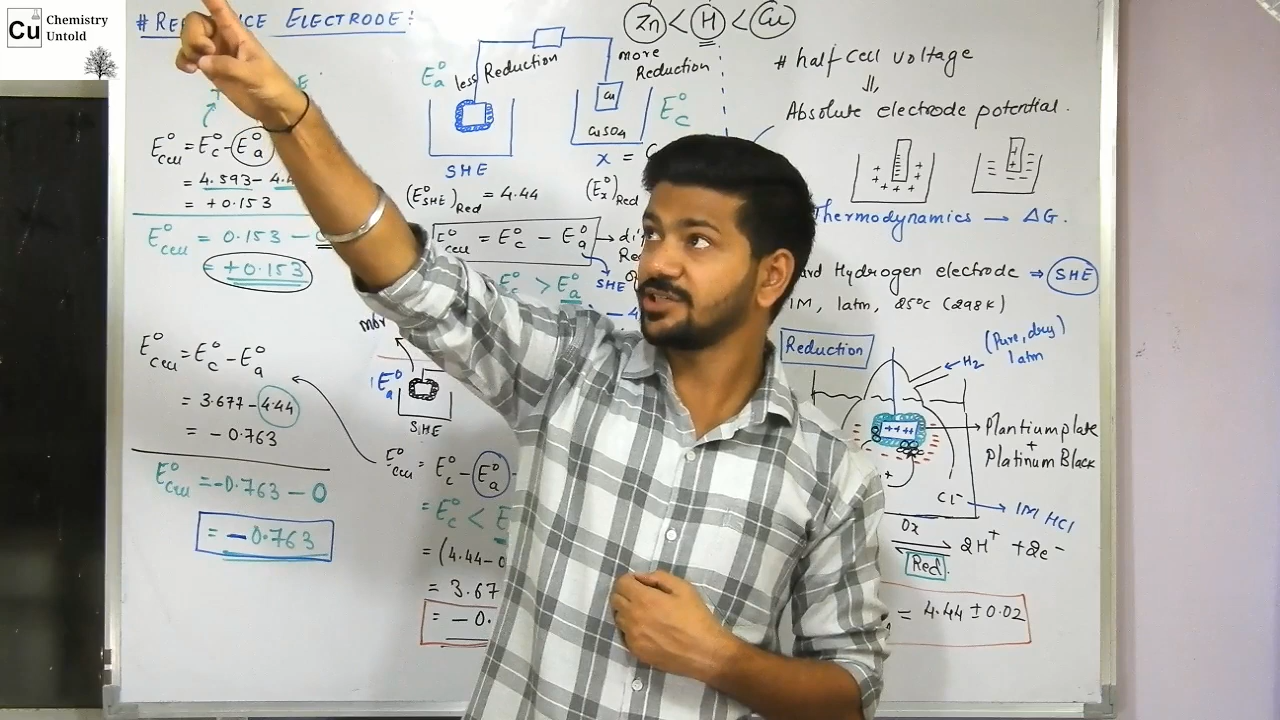 Cu
Chemistry
Untold
# ELECTRODE:
E°cell = E°c - E°a
= 4.593 - 4.4
= +0.153
E°cell = 0.153 -
= +0.153
E°cell = E°c - E°a
= 3.677 - 4.44
= -0.763
E°cell = -0.763 - 0
= -0.763
E°a
less Reduction
more
Reduction
Cu
CuSO4
E°c
SHE
x =
(E°SHE)Red = 4.44
(E°x)Red
E°cell = E°c - E°a
SHE
E°c > E°a
E°a
SHE
E°cell = E°c - E°a
= E°c <
= (4.44-0
= 3.67
= -0.
Zn < H < Cu
# half cell voltage
Absolute electrode potential.
Thermodynamics → ΔG.
Hydrogen electrode ⇒ SHE
1M, 1atm, 25°C (298K)
Reduction
H2
(Pure, dry)
1atm
++++
Plantium plate
+
Platinum Black
Cl-
1M HCl
Ox
⇌ 2H+ + 2e-
Red.
= 4.44 ± 0.02